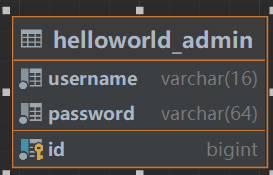 helloworld_admin
username varchar(16)
password varchar(64)
id bigint